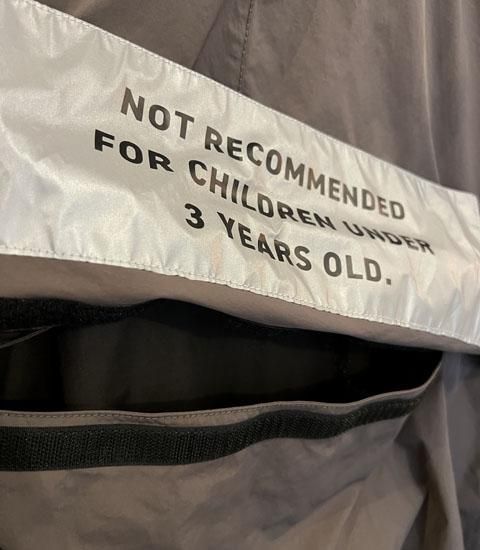 NOT RECOMMENDED
FOR CHILDREN UNDER
3 YEARS OLD.